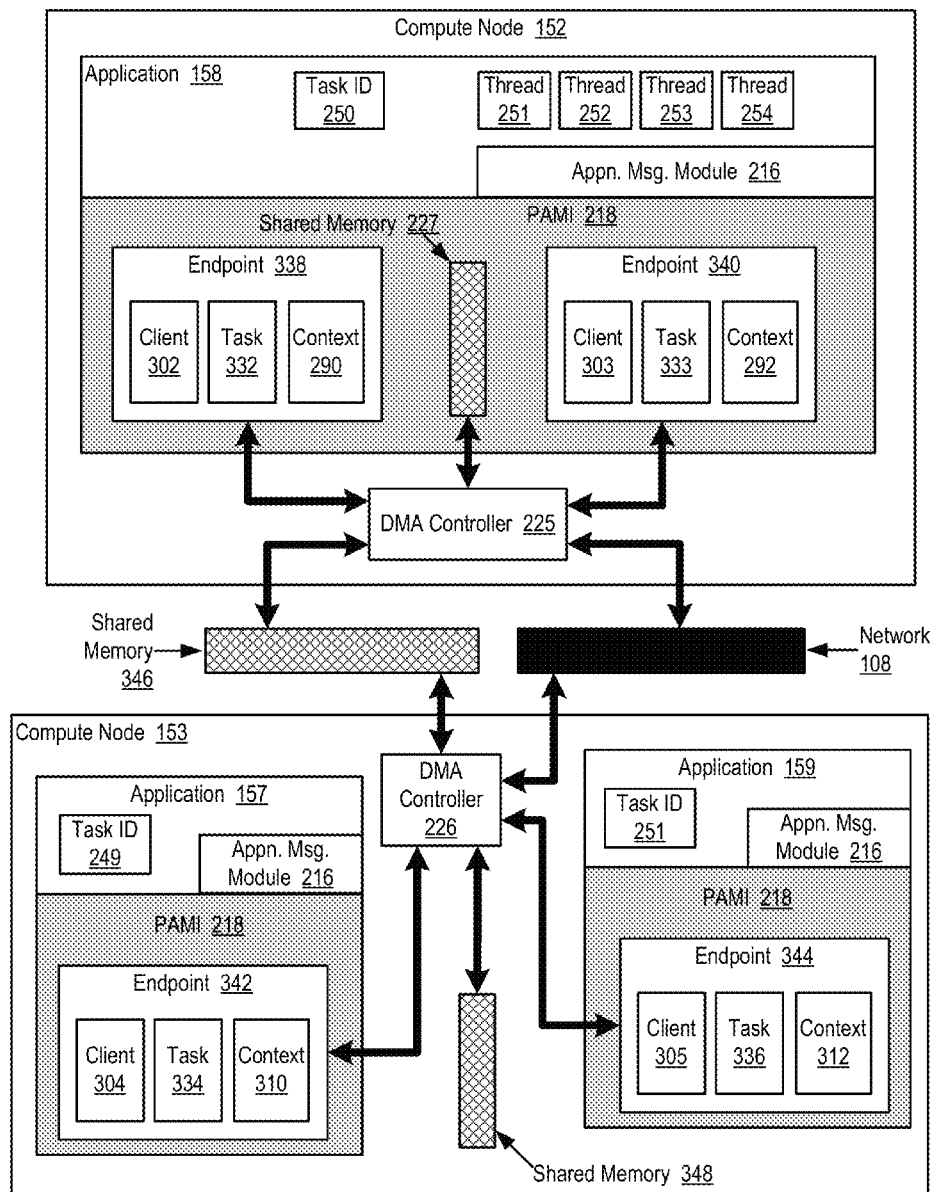 Compute Node 152
Application 158
Task ID
250
Thread
251
Thread
252
Thread
253
Thread
254
Appn. Msg. Module 216
PAMI 218
Shared Memory 227
Endpoint 338
Client
302
Task
332
Context
290
Endpoint 340
Client
303
Task
333
Context
292
DMA Controller 225
Shared
Memory
346
Network
108
Compute Node 153
DMA
Controller
226
Application 157
Task ID
249
Appn. Msg.
Module 216
PAMI 218
Endpoint 342
Client
304
Task
334
Context
310
Application 159
Task ID
251
Appn. Msg.
Module 216
PAMI 218
Endpoint 344
Client
305
Task
336
Context
312
Shared Memory 348